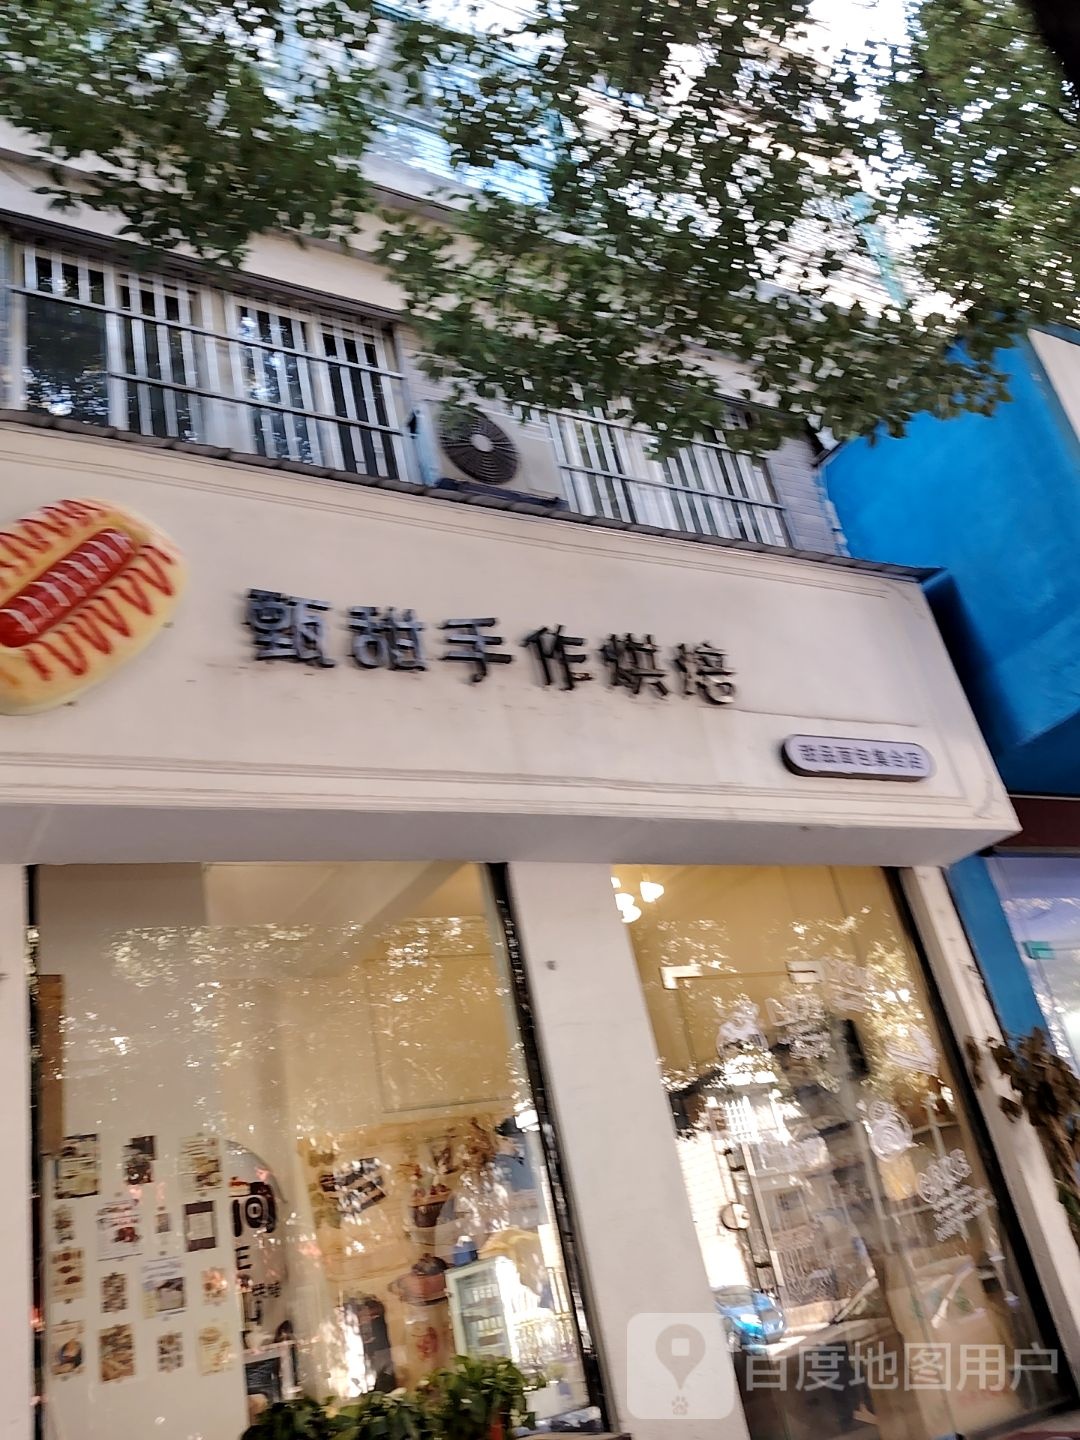 甄甜手作烘焙
甜品面包集合店
百度地图用户